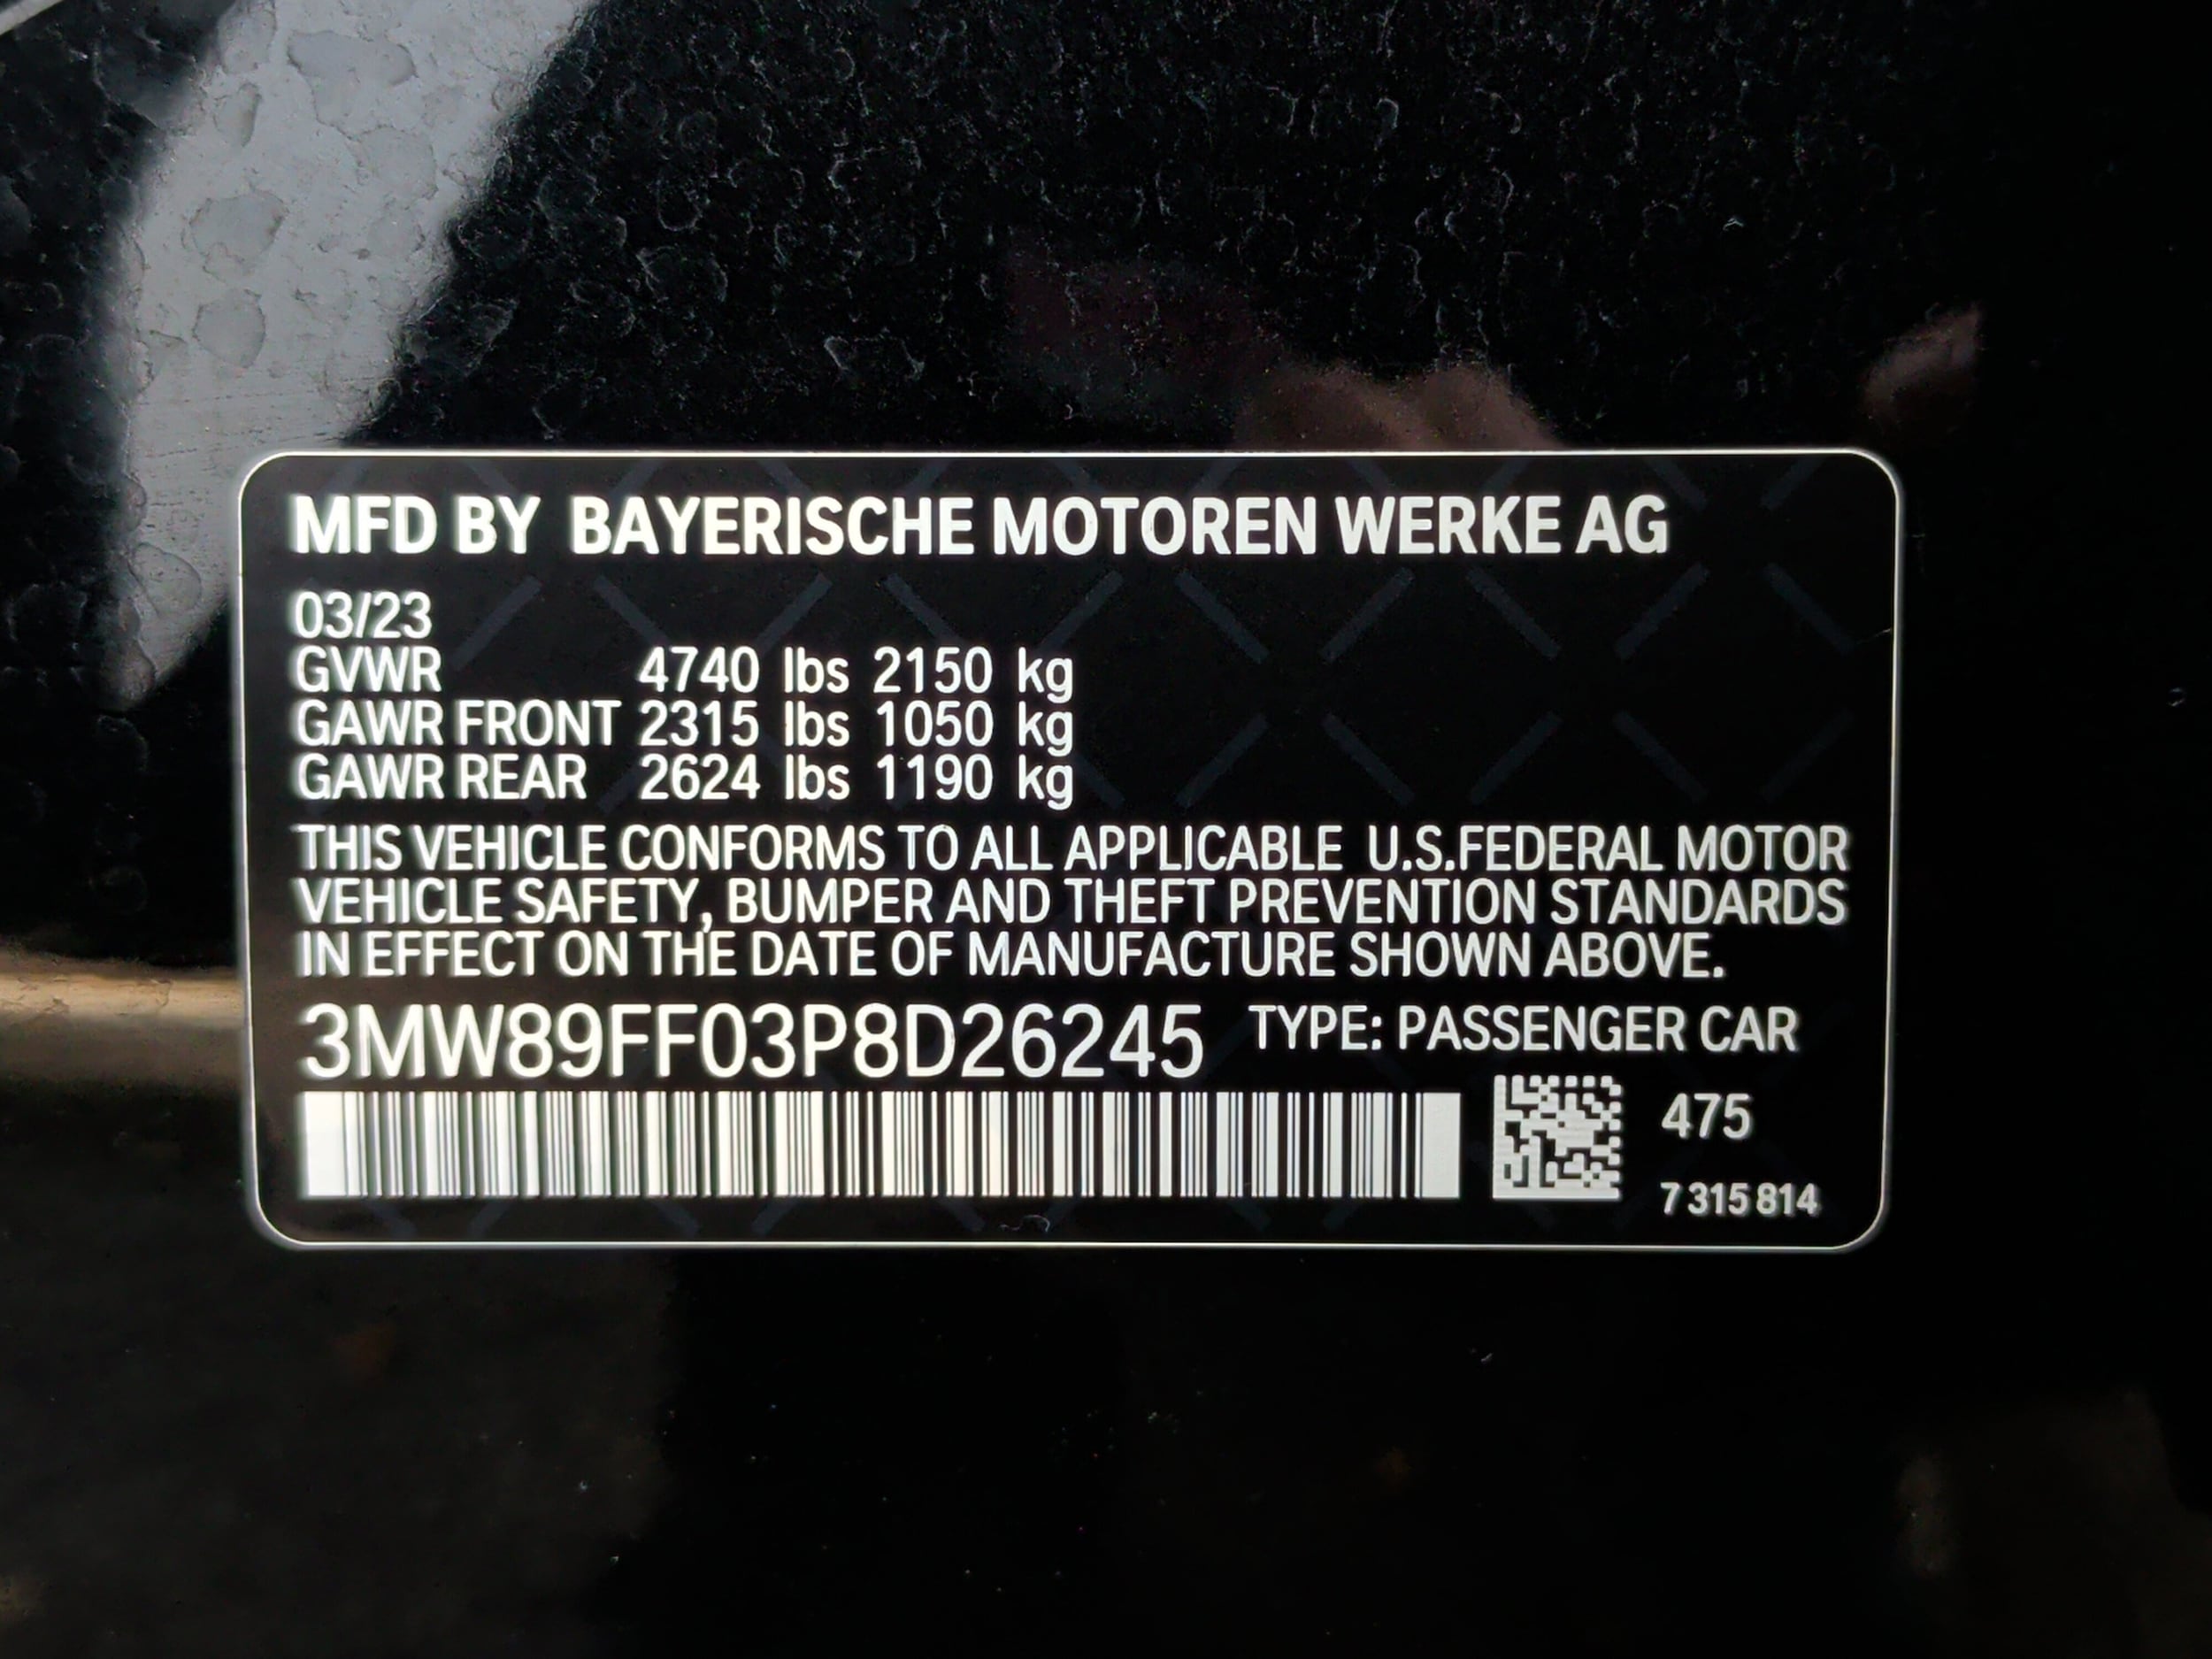 MFD BY BAYERISCHE MOTOREN WERKE AG
03/23
GVWR 4740 lbs 2150 kg
GAWR FRONT 2315 lbs 1050 kg
GAWR REAR 2624 lbs 1190 kg
THIS VEHICLE CONFORMS TO ALL APPLICABLE U.S.FEDERAL MOTOR
VEHICLE SAFETY, BUMPER AND THEFT PREVENTION STANDARDS
IN EFFECT ON THE DATE OF MANUFACTURE SHOWN ABOVE.
3MW89FF03P8D26245 TYPE: PASSENGER CAR
475
7 315 814